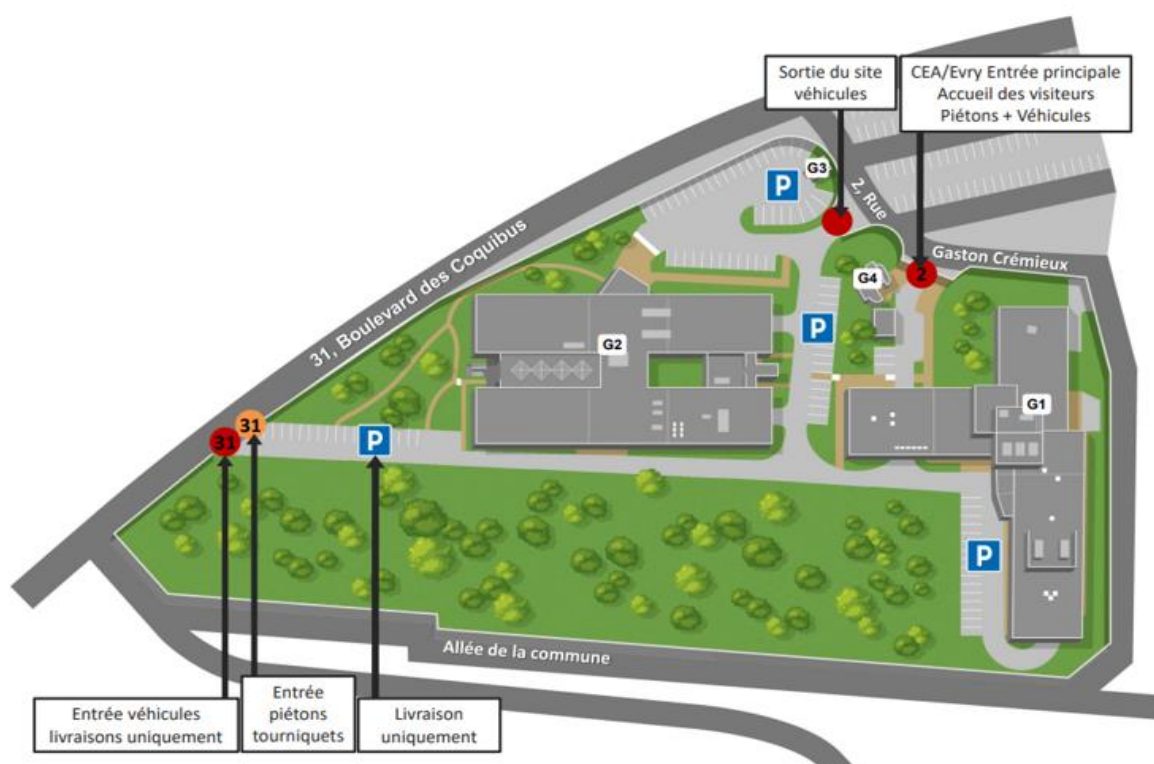 Sortie du site
véhicules
CEA/Evry Entrée principale
Accueil des visiteurs
Piétons + Véhicules
G3
P
2, Rue
Gaston Crémieux
2
G4
P
31, Boulevard des Coquibus
G2
G1
31
31
P
P
Allée de la commune
Entrée véhicules
livraisons uniquement
Entrée
piétons
tourniquets
Livraison
uniquement